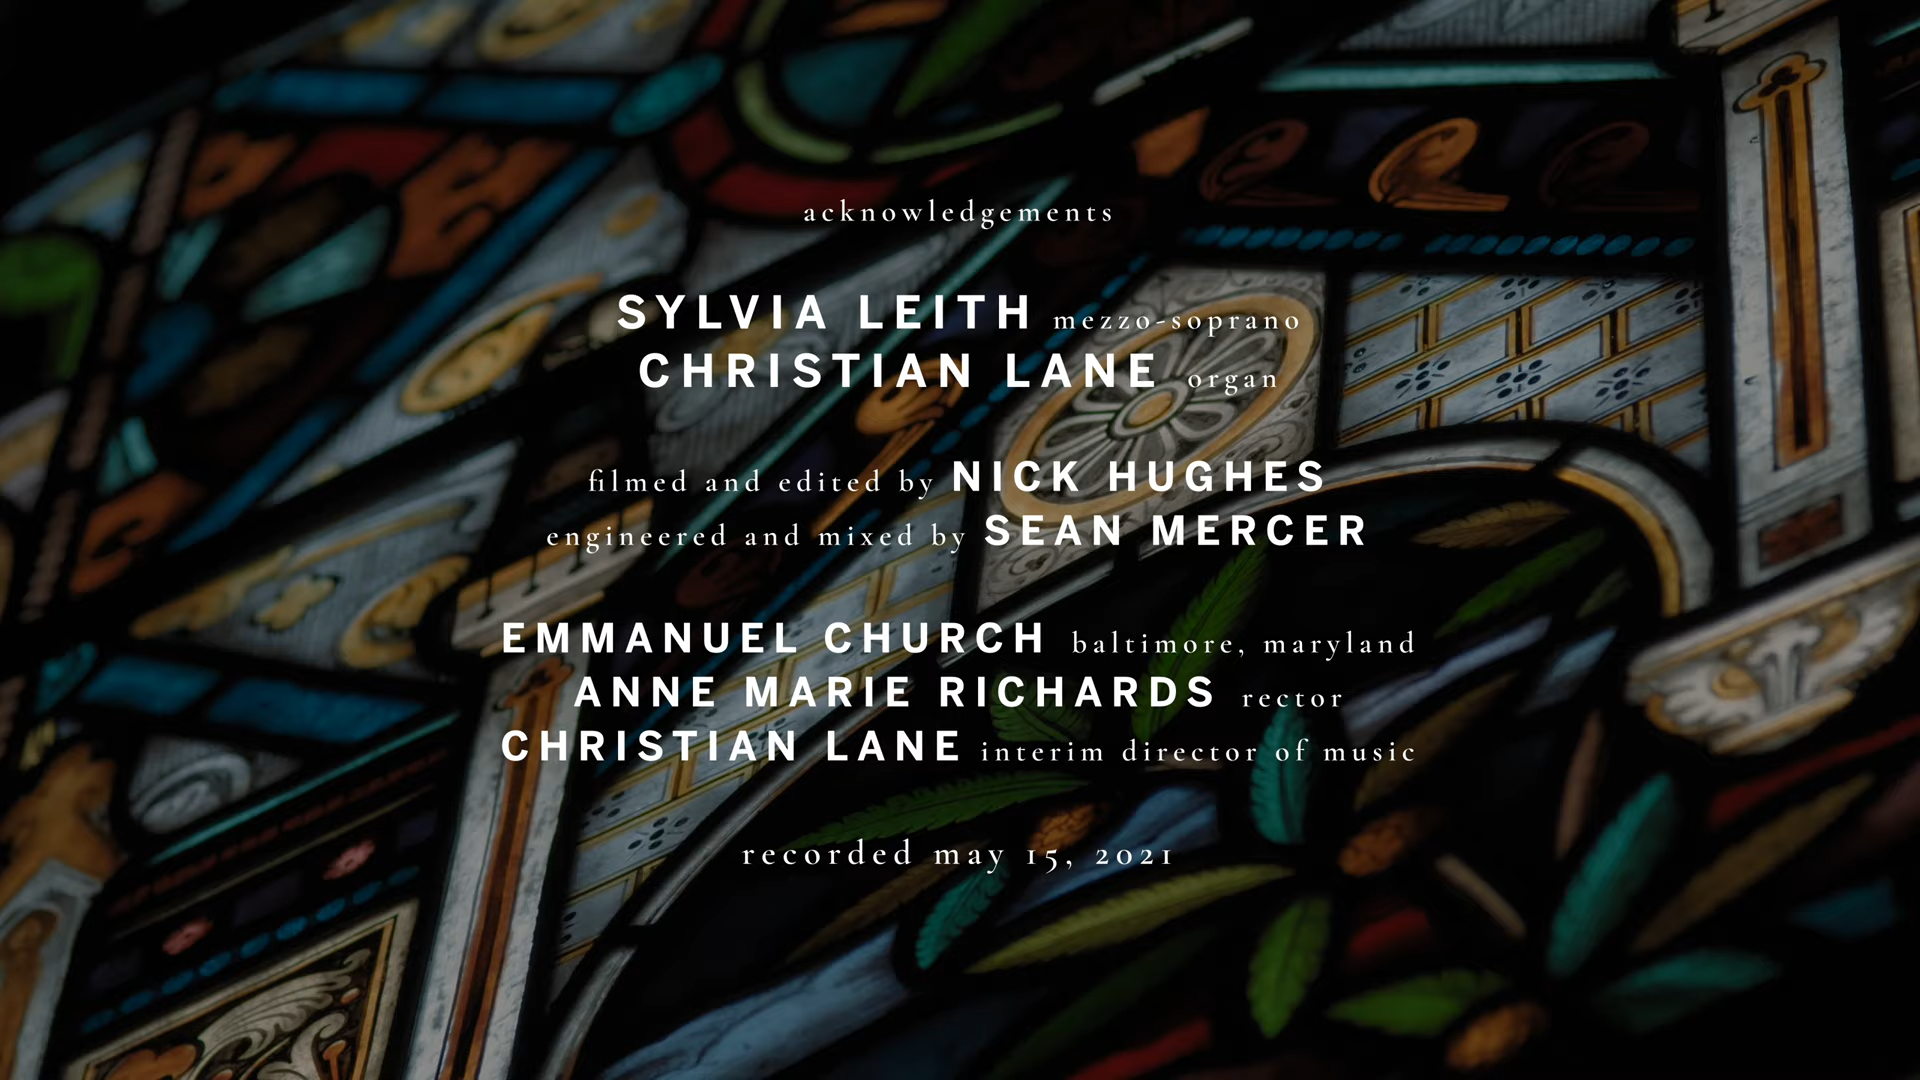 acknowledgements
SYLVIA LEITH mezzo-soprano
CHRISTIAN LANE organ
filmed and edited by NICK HUGHES
engineered and mixed by SEAN MERCER
EMMANUEL CHURCH baltimore, maryland
ANNE MARIE RICHARDS rector
CHRISTIAN LANE interim director of music
recorded may 15, 2021